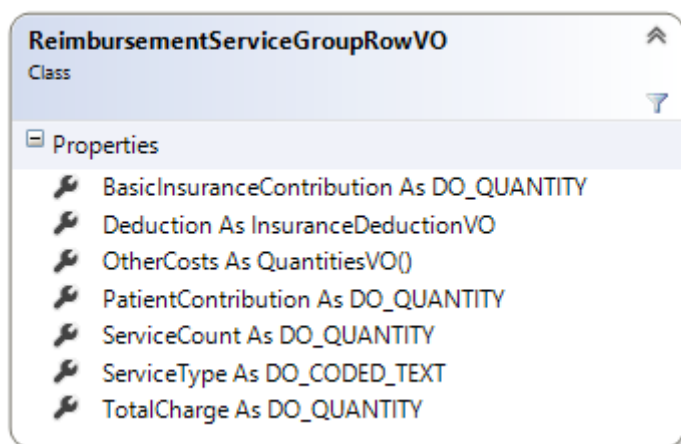 ReimbursementServiceGroupRowVO
Class
Properties
BasicInsuranceContribution As DO_QUANTITY
Deduction As InsuranceDeductionVO
OtherCosts As QuantitiesVO()
PatientContribution As DO_QUANTITY
ServiceCount As DO_QUANTITY
ServiceType As DO_CODED_TEXT
TotalCharge As DO_QUANTITY